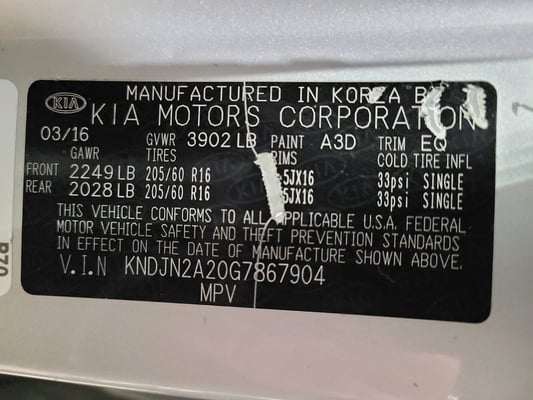 MANUFACTURED IN KOREA BY
KIA KIA MOTORS CORPORATION
03/16 GVWR 3902 LB PAINT A3D TRIM EQ
GAWR TIRES RIMS COLD TIRE INFL
FRONT 2249 LB 205/60 R16 5JX16 33psi SINGLE
REAR 2028 LB 205/60 R16 5JX16 33psi SINGLE
THIS VEHICLE CONFORMS TO ALL APPLICABLE U.S.A. FEDERAL
MOTOR VEHICLE SAFETY AND THEFT PREVENTION STANDARDS
IN EFFECT ON THE DATE OF MANUFACTURE SHOWN ABOVE.
V.I.N KNDJN2A20G7867904
MPV